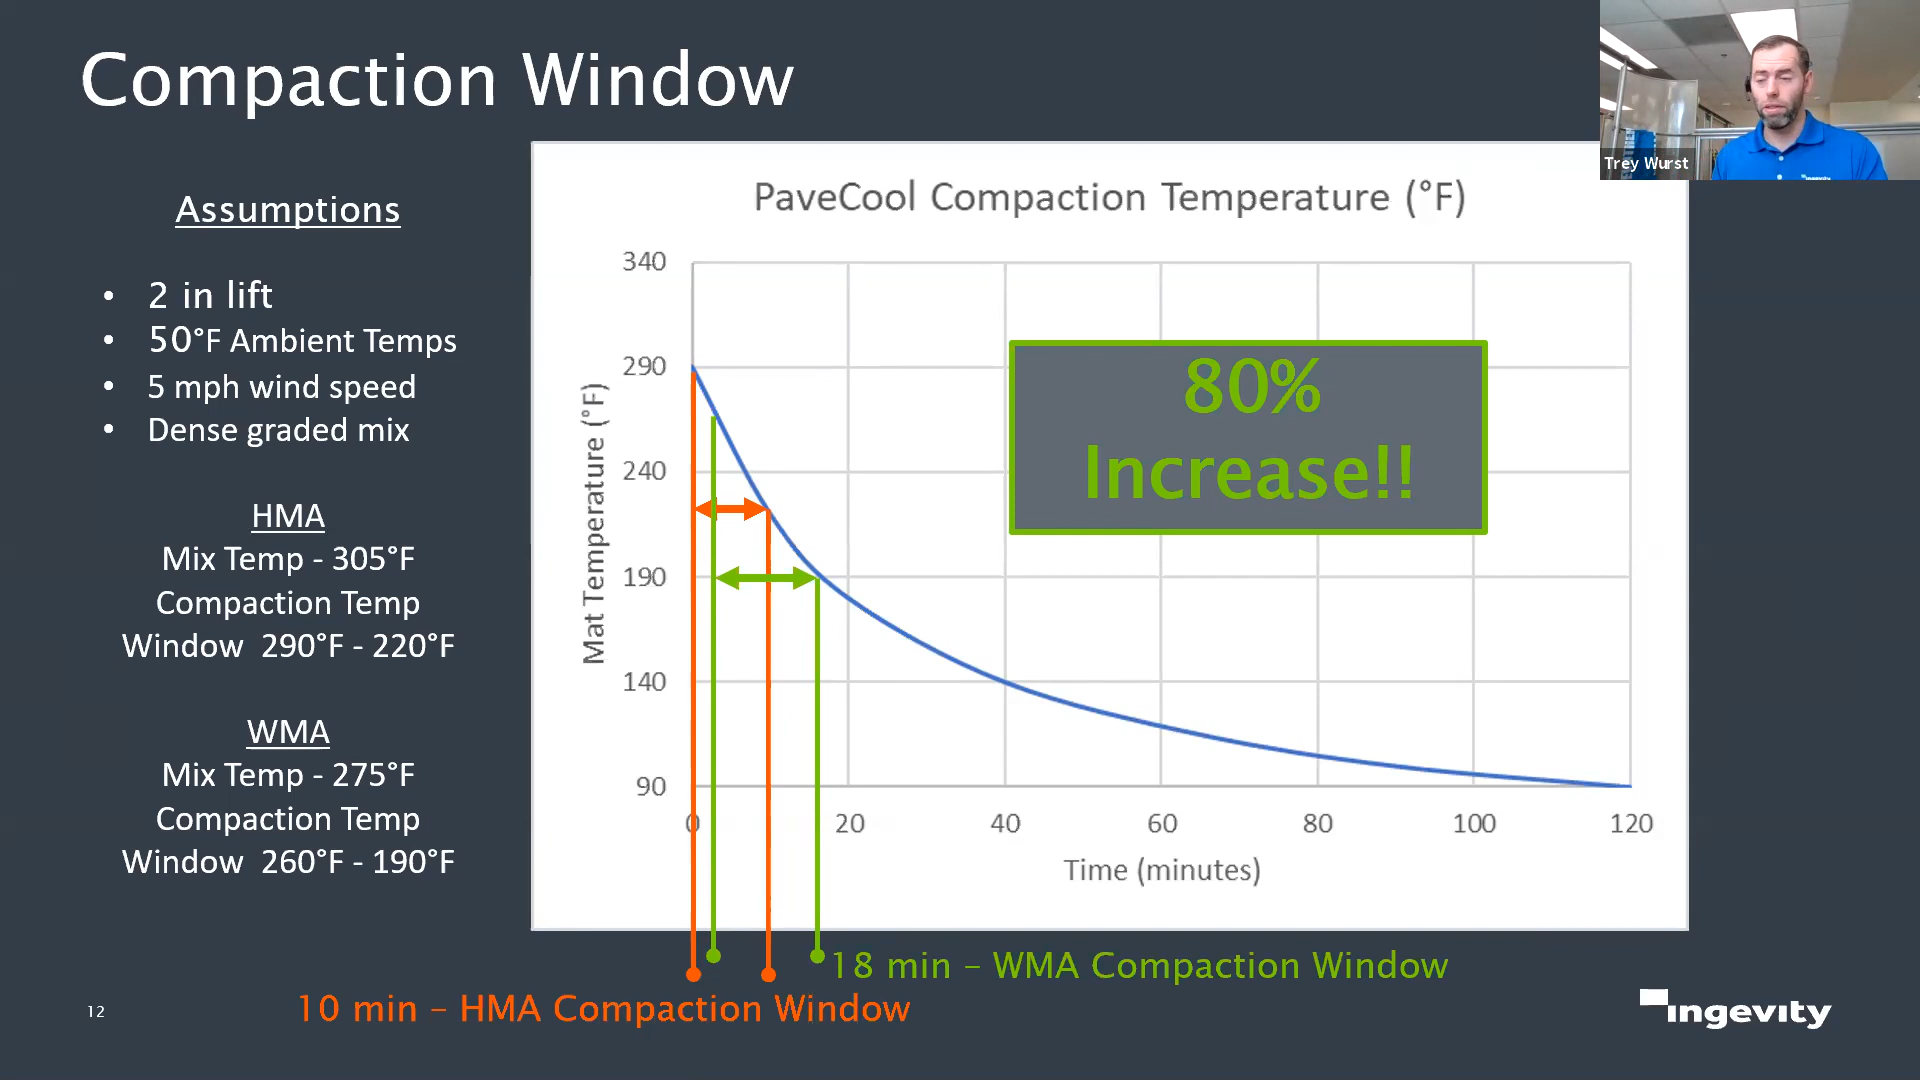 Compaction Window
Trey Wurst
ingevity
Assumptions
• 2 in lift
• 50°F Ambient Temps
• 5 mph wind speed
• Dense graded mix
HMA
Mix Temp - 305°F
Compaction Temp
Window 290°F - 220°F
WMA
Mix Temp - 275°F
Compaction Temp
Window 260°F - 190°F
PaveCool Compaction Temperature (°F)
Mat Temperature (°F)
340
290
240
190
140
90
80%
Increase!!
0 20 40 60 80 100 120
Time (minutes)
18 min – WMA Compaction Window
10 min – HMA Compaction Window
12
ingevity